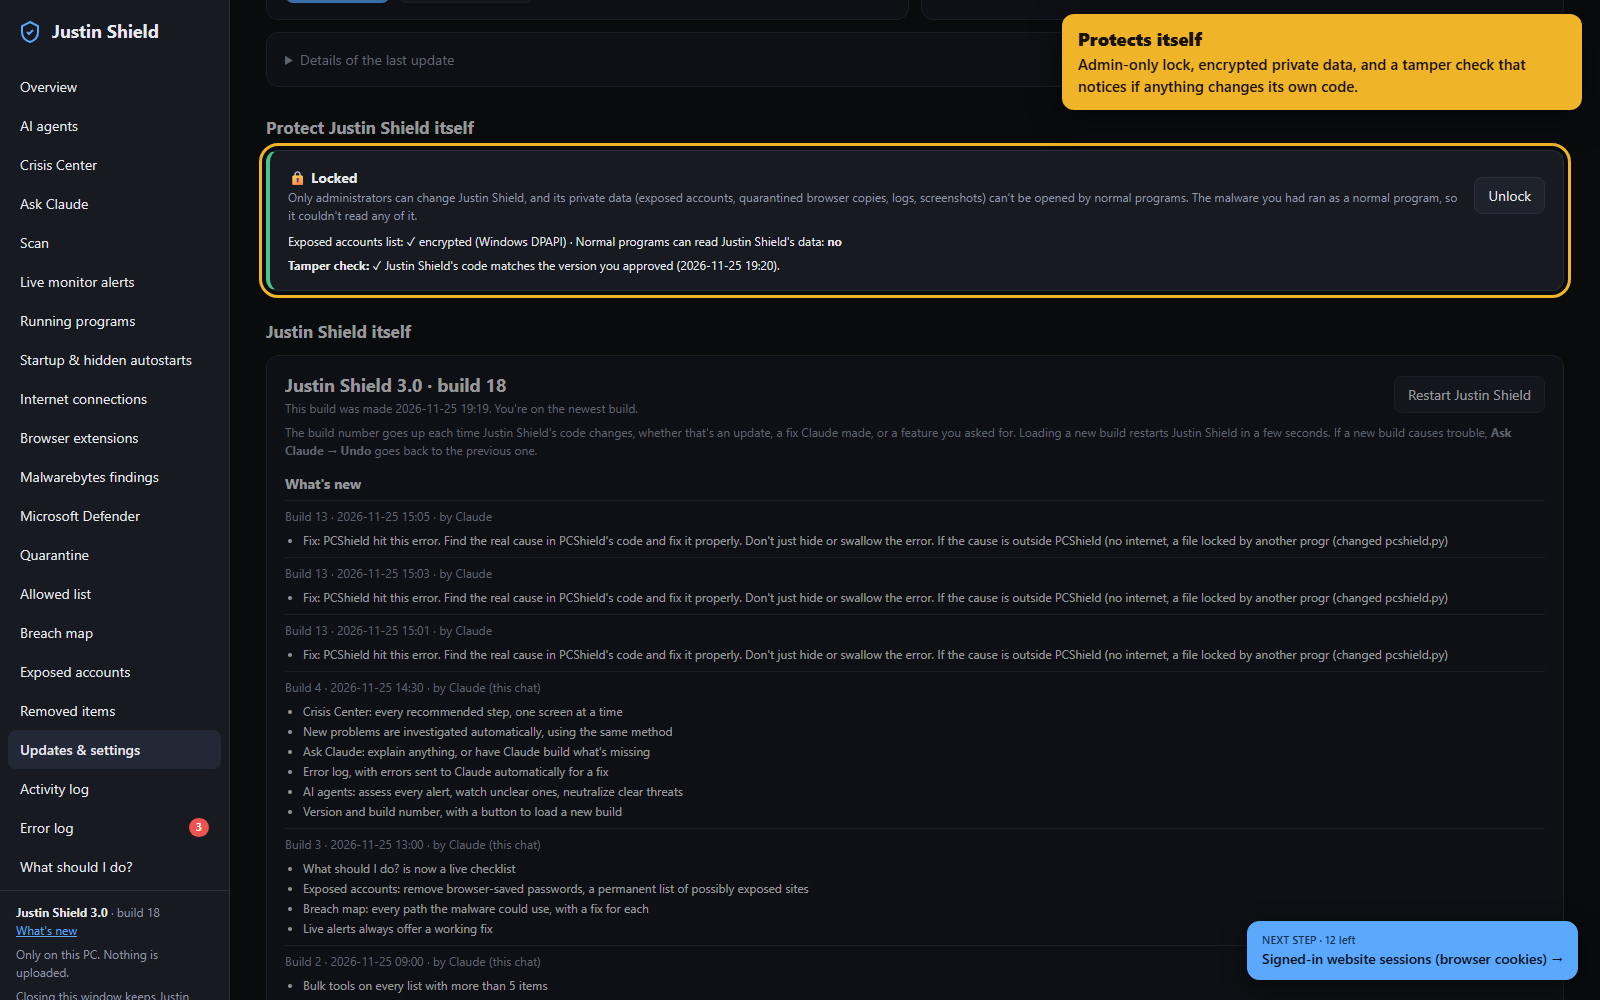 Justin Shield
Overview
AI agents
Crisis Center
Ask Claude
Scan
Live monitor alerts
Running programs
Startup & hidden autostarts
Internet connections
Browser extensions
Malwarebytes findings
Microsoft Defender
Quarantine
Allowed list
Breach map
Exposed accounts
Removed items
Updates & settings
Activity log
Error log 3
What should I do?
Justin Shield 3.0 · build 18
What's new
Only on this PC. Nothing is
uploaded.
Closing this window keeps Justin
▶ Details of the last update
Protects itself
Admin-only lock, encrypted private data, and a tamper check that
notices if anything changes its own code.
Protect Justin Shield itself
🔒 Locked
Only administrators can change Justin Shield, and its private data (exposed accounts, quarantined browser copies, logs, screenshots) can't be opened by normal programs. The malware you had ran as a normal program, so
it couldn't read any of it.
Unlock
Exposed accounts list: ✓ encrypted (Windows DPAPI) · Normal programs can read Justin Shield's data: no
Tamper check: ✓ Justin Shield's code matches the version you approved (2026-11-25 19:20).
Justin Shield itself
Justin Shield 3.0 · build 18
This build was made 2026-11-25 19:19. You're on the newest build.
Restart Justin Shield
The build number goes up each time Justin Shield's code changes, whether that's an update, a fix Claude made, or a feature you asked for. Loading a new build restarts Justin Shield in a few seconds. If a new build causes trouble, Ask
Claude → Undo goes back to the previous one.
What's new
Build 13 · 2026-11-25 15:05 · by Claude
• Fix: PCShield hit this error. Find the real cause in PCShield's code and fix it properly. Don't just hide or swallow the error. If the cause is outside PCShield (no internet, a file locked by another progr (changed pcshield.py)
Build 13 · 2026-11-25 15:03 · by Claude
• Fix: PCShield hit this error. Find the real cause in PCShield's code and fix it properly. Don't just hide or swallow the error. If the cause is outside PCShield (no internet, a file locked by another progr (changed pcshield.py)
Build 13 · 2026-11-25 15:01 · by Claude
• Fix: PCShield hit this error. Find the real cause in PCShield's code and fix it properly. Don't just hide or swallow the error. If the cause is outside PCShield (no internet, a file locked by another progr (changed pcshield.py)
Build 4 · 2026-11-25 14:30 · by Claude (this chat)
• Crisis Center: every recommended step, one screen at a time
• New problems are investigated automatically, using the same method
• Ask Claude: explain anything, or have Claude build what's missing
• Error log, with errors sent to Claude automatically for a fix
• AI agents: assess every alert, watch unclear ones, neutralize clear threats
• Version and build number, with a button to load a new build
Build 3 · 2026-11-25 13:00 · by Claude (this chat)
• What should I do? is now a live checklist
• Exposed accounts: remove browser-saved passwords, a permanent list of possibly exposed sites
• Breach map: every path the malware could use, with a fix for each
• Live alerts always offer a working fix
Build 2 · 2026-11-25 09:00 · by Claude (this chat)
• Bulk tools on every list with more than 5 items
NEXT STEP · 12 left
Signed-in website sessions (browser cookies) →